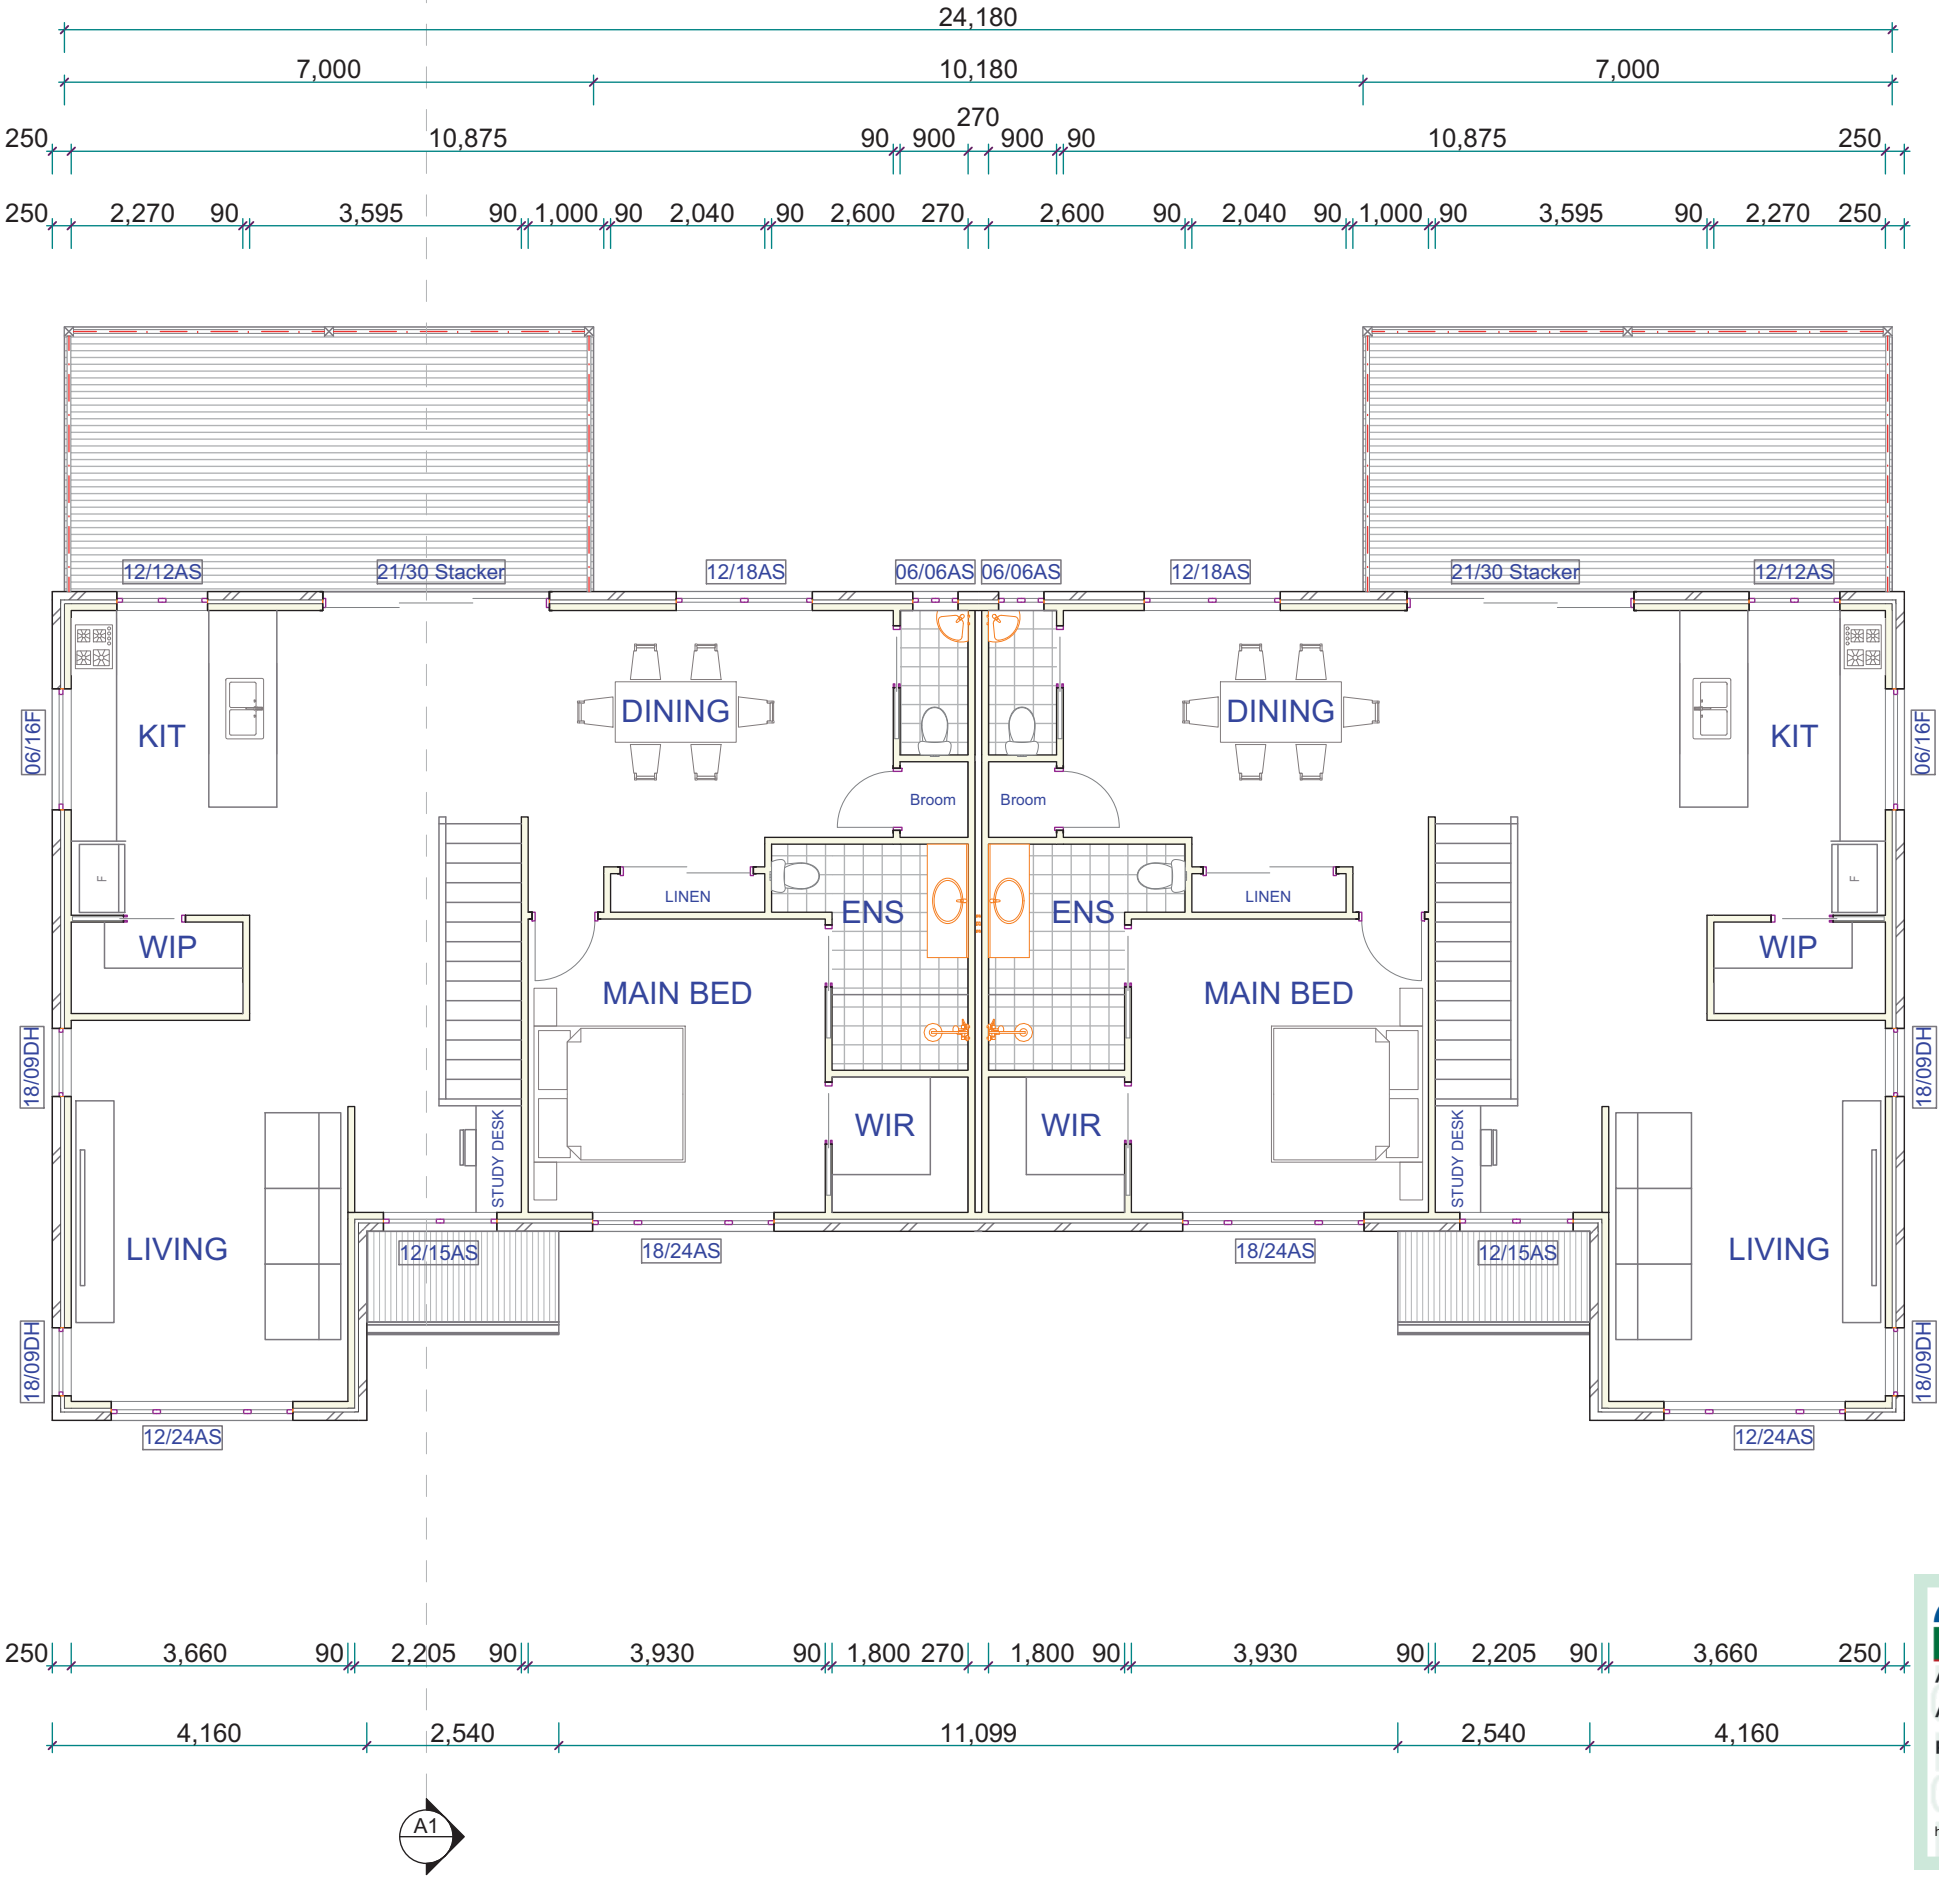 24,180
7,000 10,180 7,000
270
250 10,875 90 900 900 90 10,875 250
250 2,270 90 3,595 90 1,000 90 2,040 90 2,600 270 2,600 90 2,040 90 1,000 90 3,595 90 2,270 250
12/12AS 21/30 Stacker 12/18AS 06/06AS 06/06AS 12/18AS 21/30 Stacker 12/12AS
DINING DINING
KIT KIT
06/16F 06/16F
Broom Broom
F F
LINEN LINEN
ENS ENS
WIP WIP
MAIN BED MAIN BED
18/09DH 18/09DH
WIR WIR
STUDY DESK STUDY DESK
LIVING LIVING
12/15AS 18/24AS 18/24AS 12/15AS
18/09DH 18/09DH
12/24AS 12/24AS
250 3,660 90 2,205 90 3,930 90 1,800 270 1,800 90 3,930 90 2,205 90 3,660 250
4,160 2,540 11,099 2,540 4,160
A1